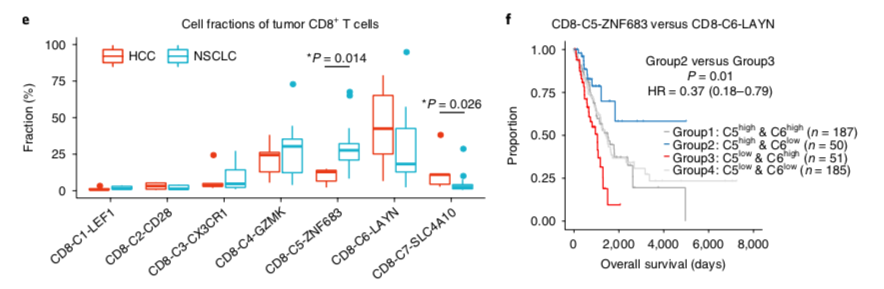 e
Cell fractions of tumor CD8⁺ T cells
HCC
NSCLC
*P = 0.014
*P = 0.026
Fraction (%)
100
75
50
25
0
CD8-C1-LEF1
CD8-C2-CD28
CD8-C3-CX3CR1
CD8-C4-GZMK
CD8-C5-ZNF683
CD8-C6-LAYN
CD8-C7-SLC4A10
f
CD8-C5-ZNF683 versus CD8-C6-LAYN
Group2 versus Group3
P = 0.01
HR = 0.37 (0.18–0.79)
Group1: C5ʰⁱᵍʰ & C6ʰⁱᵍʰ (n = 187)
Group2: C5ʰⁱᵍʰ & C6ˡᵒʷ (n = 50)
Group3: C5ˡᵒʷ & C6ʰⁱᵍʰ (n = 51)
Group4: C5ˡᵒʷ & C6ˡᵒʷ (n = 185)
Proportion
1.00
0.75
0.50
0.25
0.00
0
2,000
4,000
6,000
8,000
Overall survival (days)